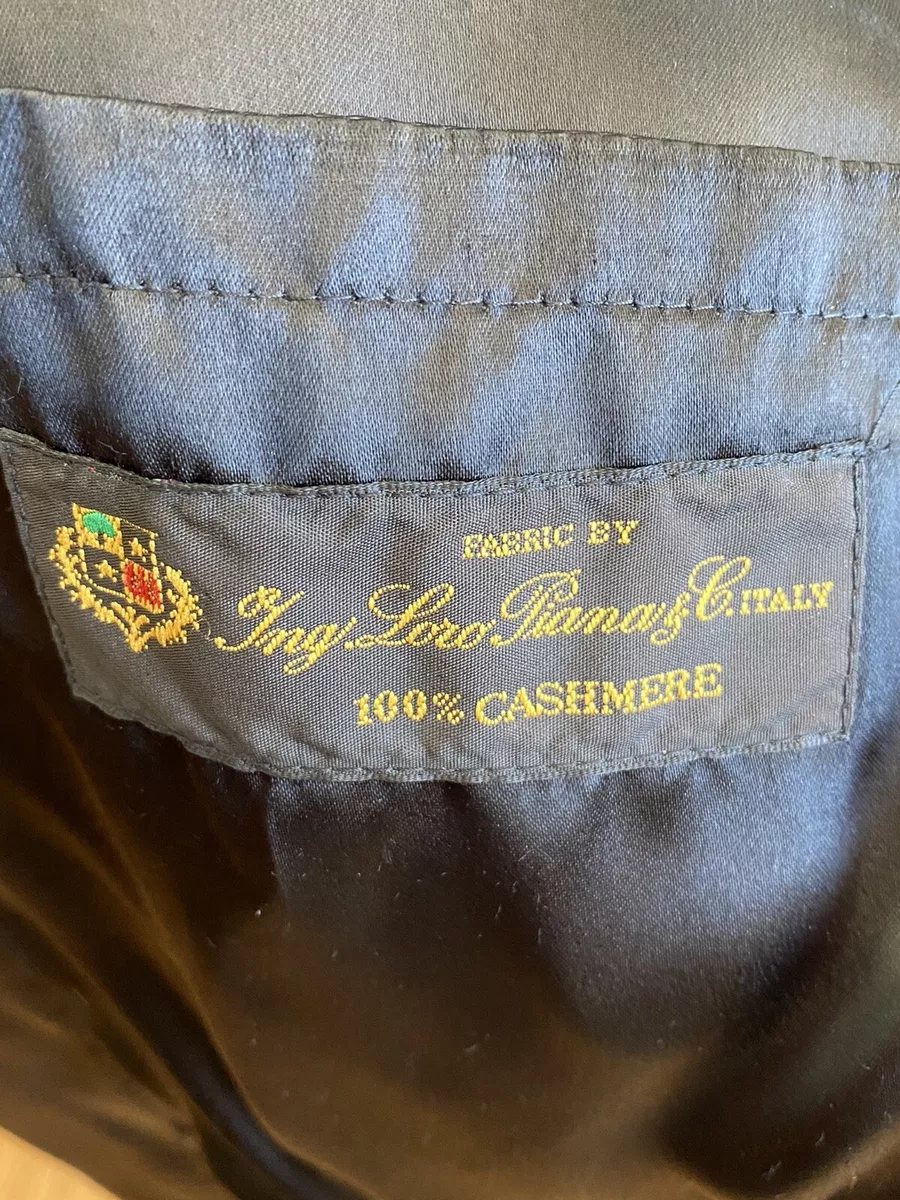 FABRIC BY
Ing. Loro Piana & C. ITALY
100% CASHMERE